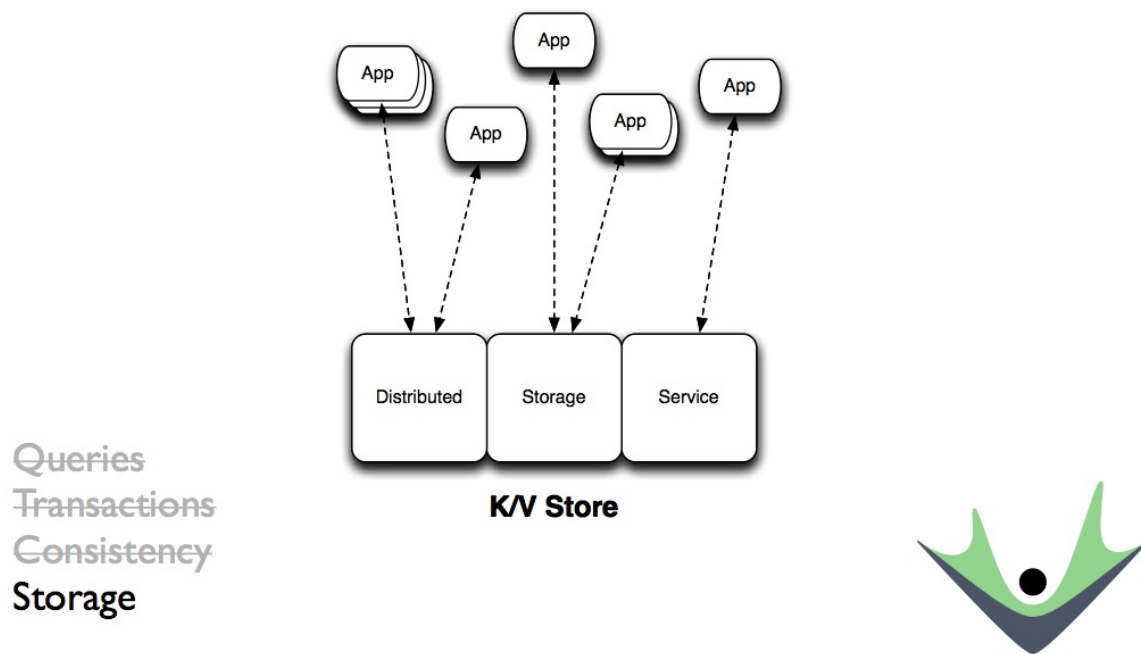 App
App
App
App
App
Distributed
Storage
Service
K/V Store
Queries
Transactions
Consistency
Storage